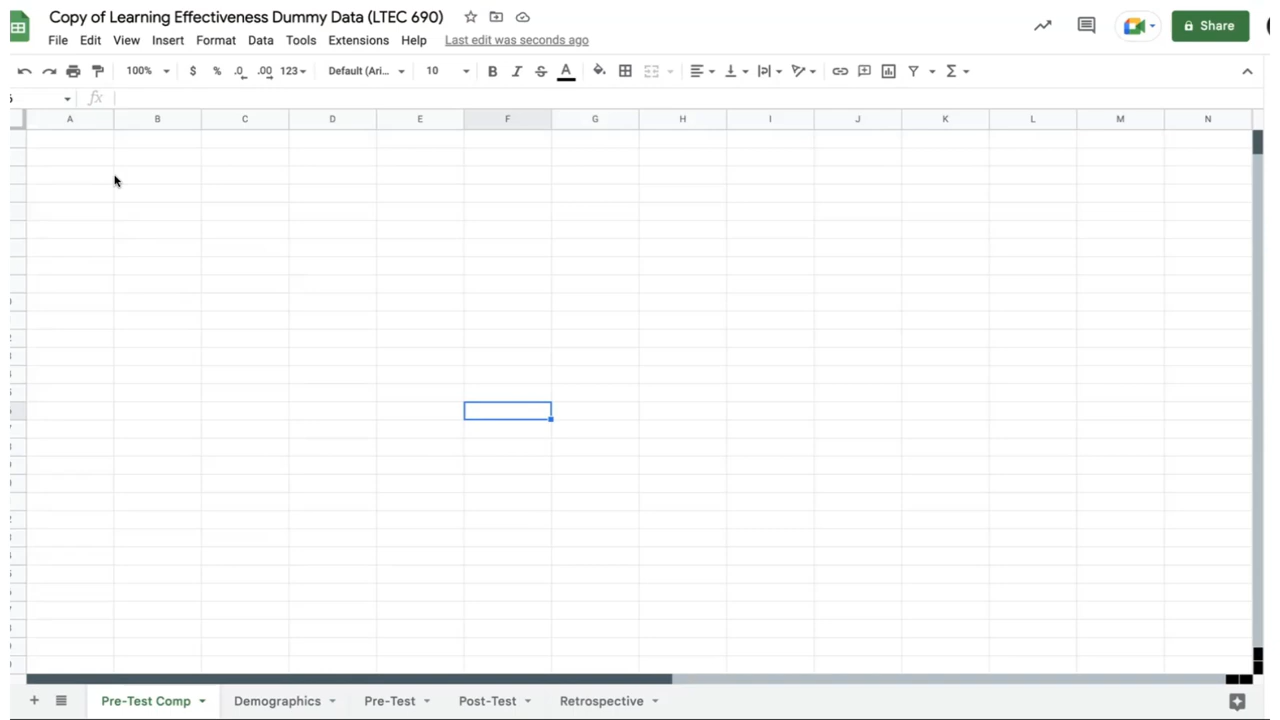 Copy of Learning Effectiveness Dummy Data (LTEC 690)
File Edit View Insert Format Data Tools Extensions Help Last edit was seconds ago
Share
100% $ % .0 .00 123 Default (Ari... 10 B I S A Σ
fx
A B C D E F G H I J K L M N
+ Pre-Test Comp Demographics Pre-Test Post-Test Retrospective